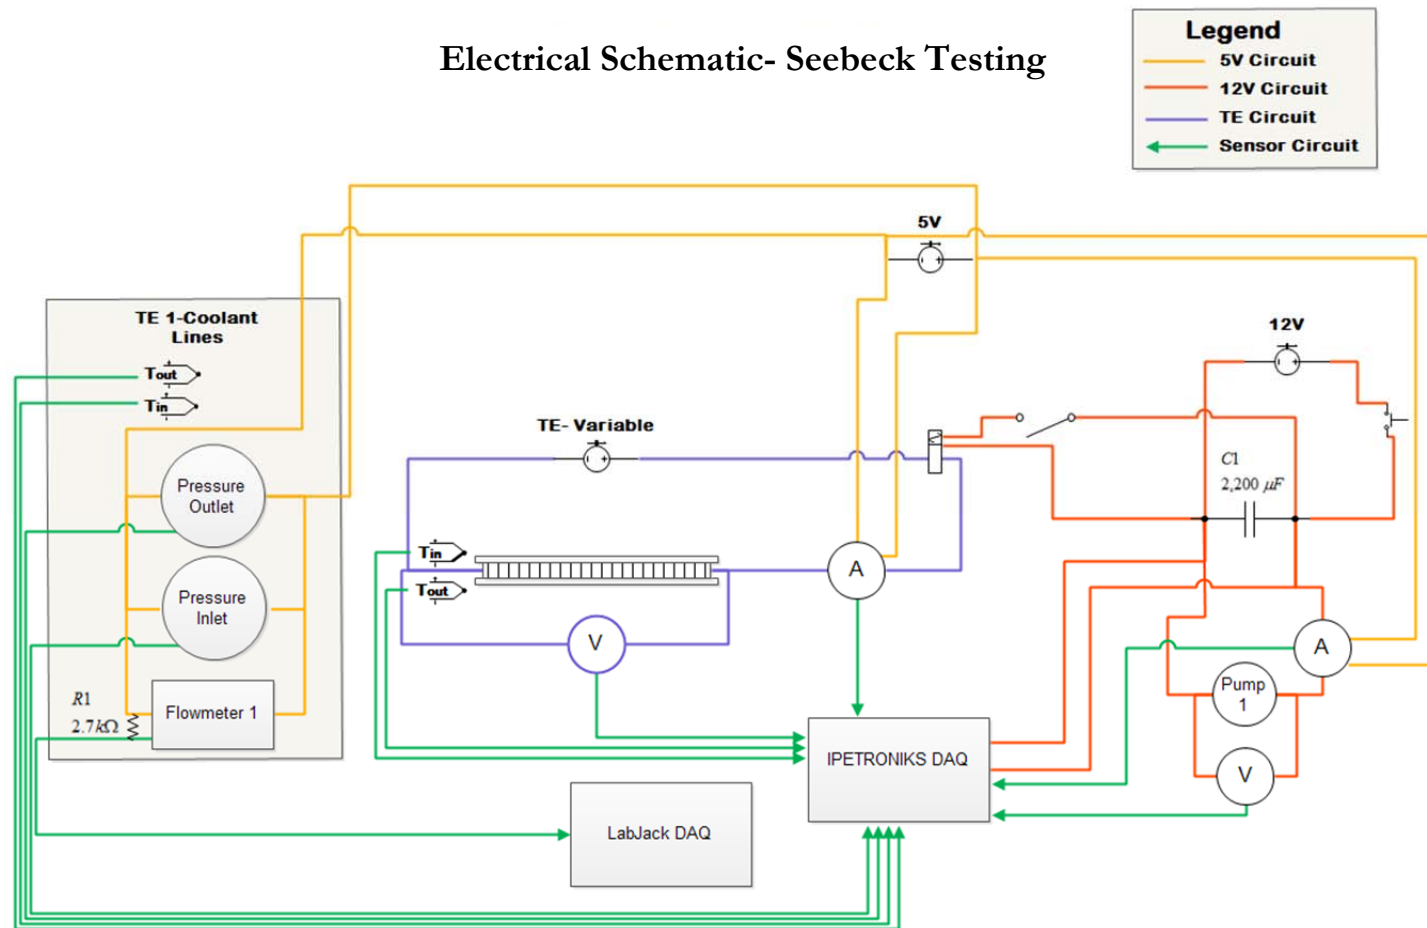 Electrical Schematic- Seebeck Testing
Legend
5V Circuit
12V Circuit
TE Circuit
Sensor Circuit
5V
12V
TE 1-Coolant
Lines
Tout
Tin
TE- Variable
Pressure
Outlet
Pressure
Inlet
R1
2.7kΩ
Flowmeter 1
Tin
Tout
A
V
C1
2,200 μF
A
Pump
1
V
IPETRONIKS DAQ
LabJack DAQ